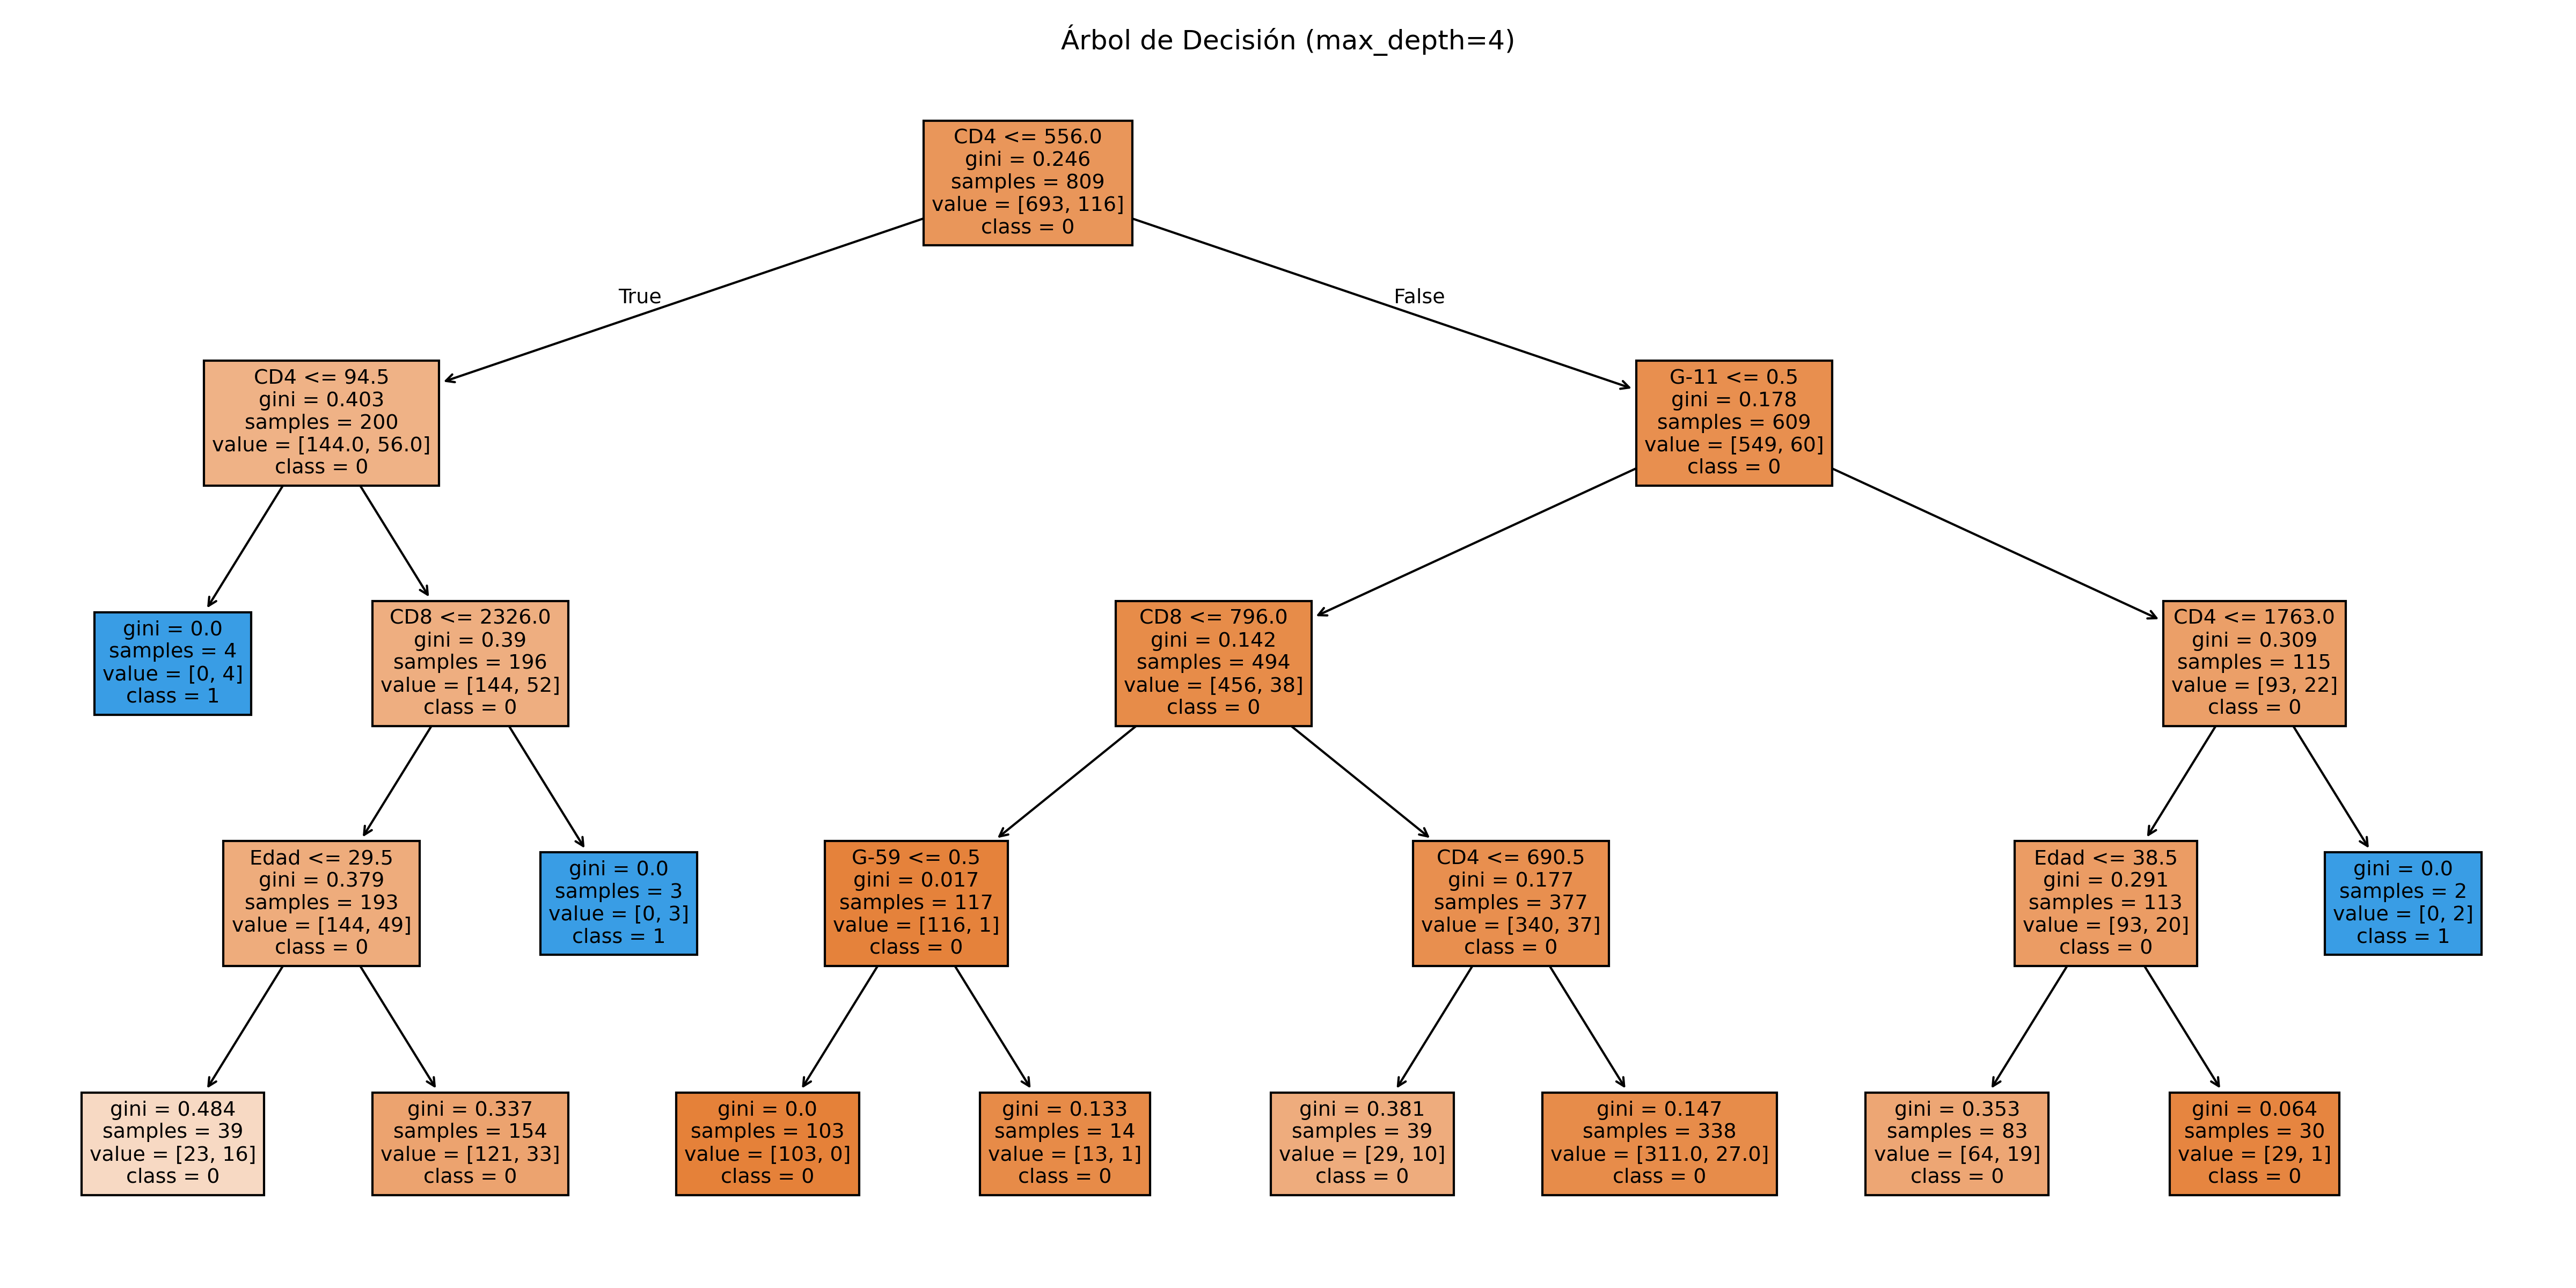 Árbol de Decisión (max_depth=4)
CD4 <= 556.0
gini = 0.246
samples = 809
value = [693, 116]
class = 0
True
False
CD4 <= 94.5
gini = 0.403
samples = 200
value = [144.0, 56.0]
class = 0
G-11 <= 0.5
gini = 0.178
samples = 609
value = [549, 60]
class = 0
gini = 0.0
samples = 4
value = [0, 4]
class = 1
CD8 <= 2326.0
gini = 0.39
samples = 196
value = [144, 52]
class = 0
CD8 <= 796.0
gini = 0.142
samples = 494
value = [456, 38]
class = 0
CD4 <= 1763.0
gini = 0.309
samples = 115
value = [93, 22]
class = 0
Edad <= 29.5
gini = 0.379
samples = 193
value = [144, 49]
class = 0
gini = 0.0
samples = 3
value = [0, 3]
class = 1
G-59 <= 0.5
gini = 0.017
samples = 117
value = [116, 1]
class = 0
CD4 <= 690.5
gini = 0.177
samples = 377
value = [340, 37]
class = 0
Edad <= 38.5
gini = 0.291
samples = 113
value = [93, 20]
class = 0
gini = 0.0
samples = 2
value = [0, 2]
class = 1
gini = 0.484
samples = 39
value = [23, 16]
class = 0
gini = 0.337
samples = 154
value = [121, 33]
class = 0
gini = 0.0
samples = 103
value = [103, 0]
class = 0
gini = 0.133
samples = 14
value = [13, 1]
class = 0
gini = 0.381
samples = 39
value = [29, 10]
class = 0
gini = 0.147
samples = 338
value = [311.0, 27.0]
class = 0
gini = 0.353
samples = 83
value = [64, 19]
class = 0
gini = 0.064
samples = 30
value = [29, 1]
class = 0